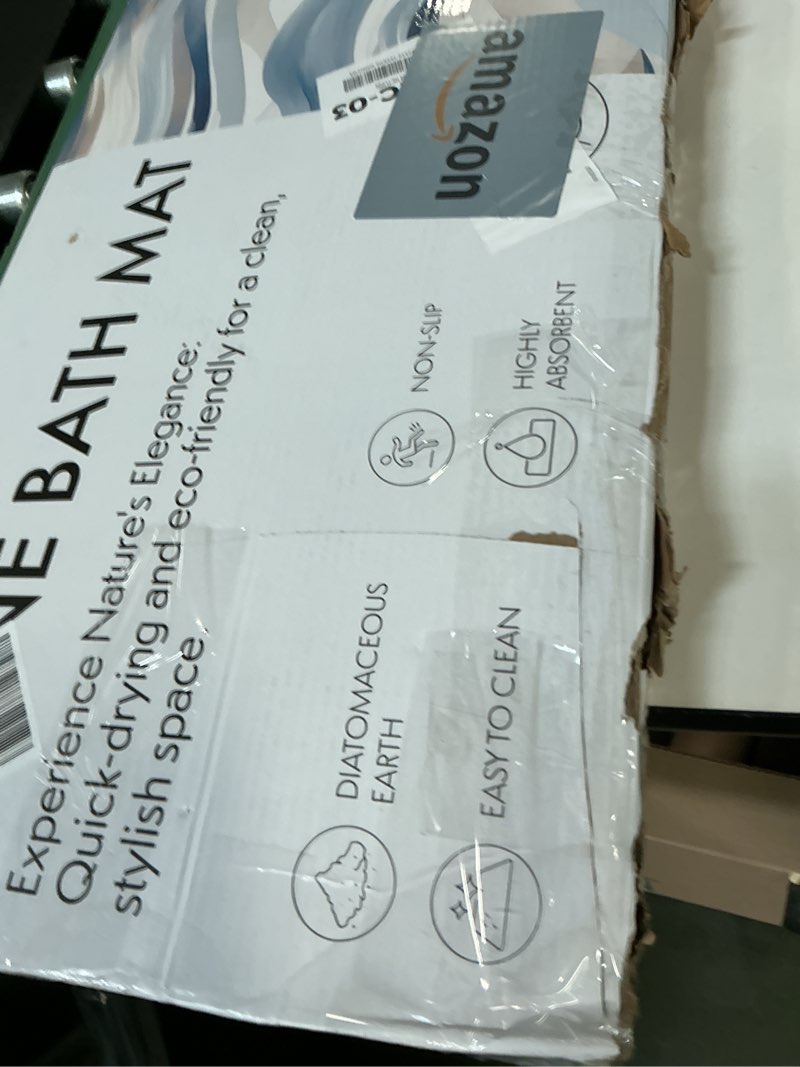 BATH MAT
Experience Nature's Elegance:
Quick-drying and eco-friendly for a clean,
stylish space.
DIATOMACEOUS
EARTH
NON-SLIP
EASY TO CLEAN
HIGHLY
ABSORBENT
amazon
C-03